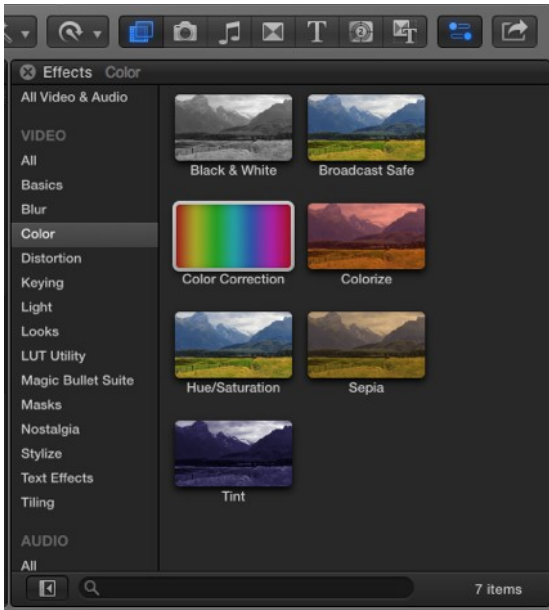 T 2 T
Effects Color
All Video & Audio
VIDEO
All
Basics
Blur
Color
Distortion
Keying
Light
Looks
LUT Utility
Magic Bullet Suite
Masks
Nostalgia
Stylize
Text Effects
Tiling
AUDIO
All
Black & White
Broadcast Safe
Color Correction
Colorize
Hue/Saturation
Sepia
Tint
7 items